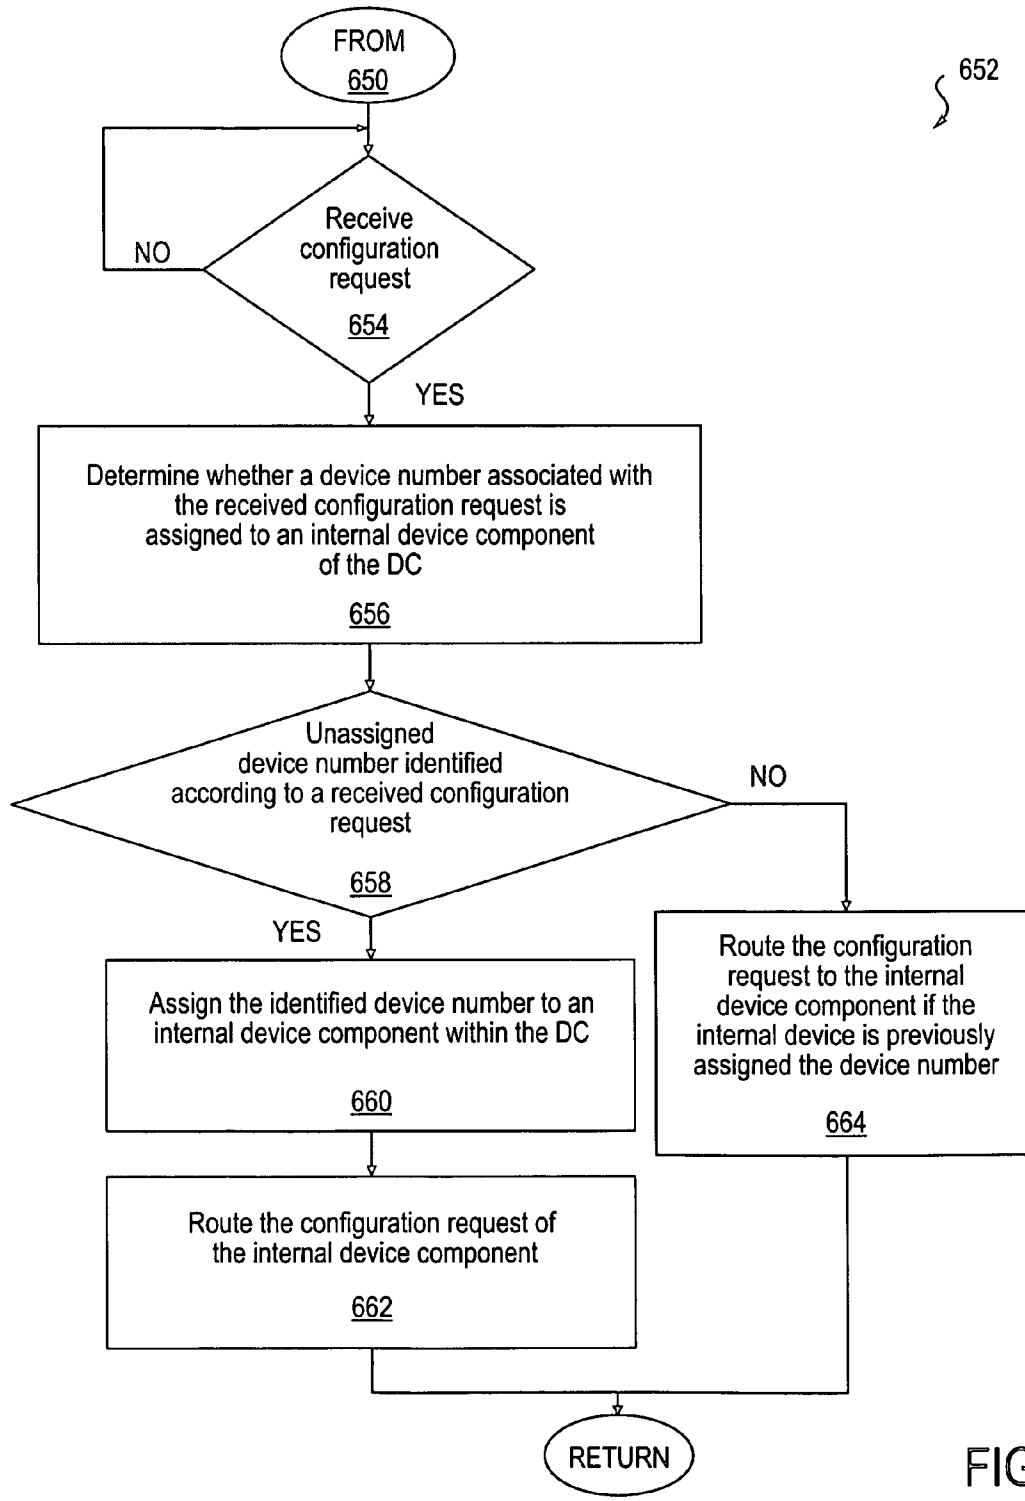 FROM
650
652
Receive
configuration
request
654
NO
YES
Determine whether a device number associated with
the received configuration request is
assigned to an internal device component
of the DC
656
Unassigned
device number identified
according to a received configuration
request
658
NO
YES
Assign the identified device number to an
internal device component within the DC
660
Route the configuration
request to the internal
device component if the
internal device is previously
assigned the device number
664
Route the configuration request of
the internal device component
662
RETURN
FIG